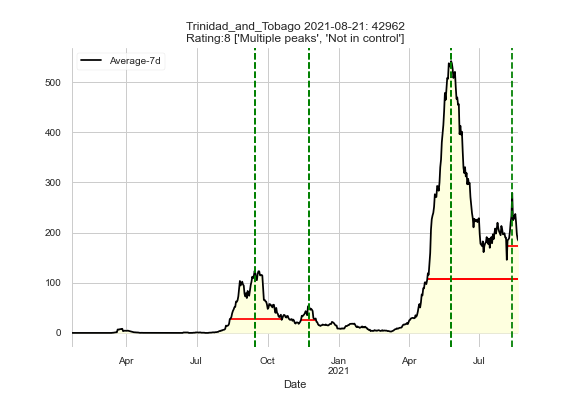 Trinidad_and_Tobago 2021-08-21: 42962
Rating:8 ['Multiple peaks', 'Not in control']
Average-7d
500
400
300
200
100
0
Apr Jul Oct Jan Apr Jul
2021
Date